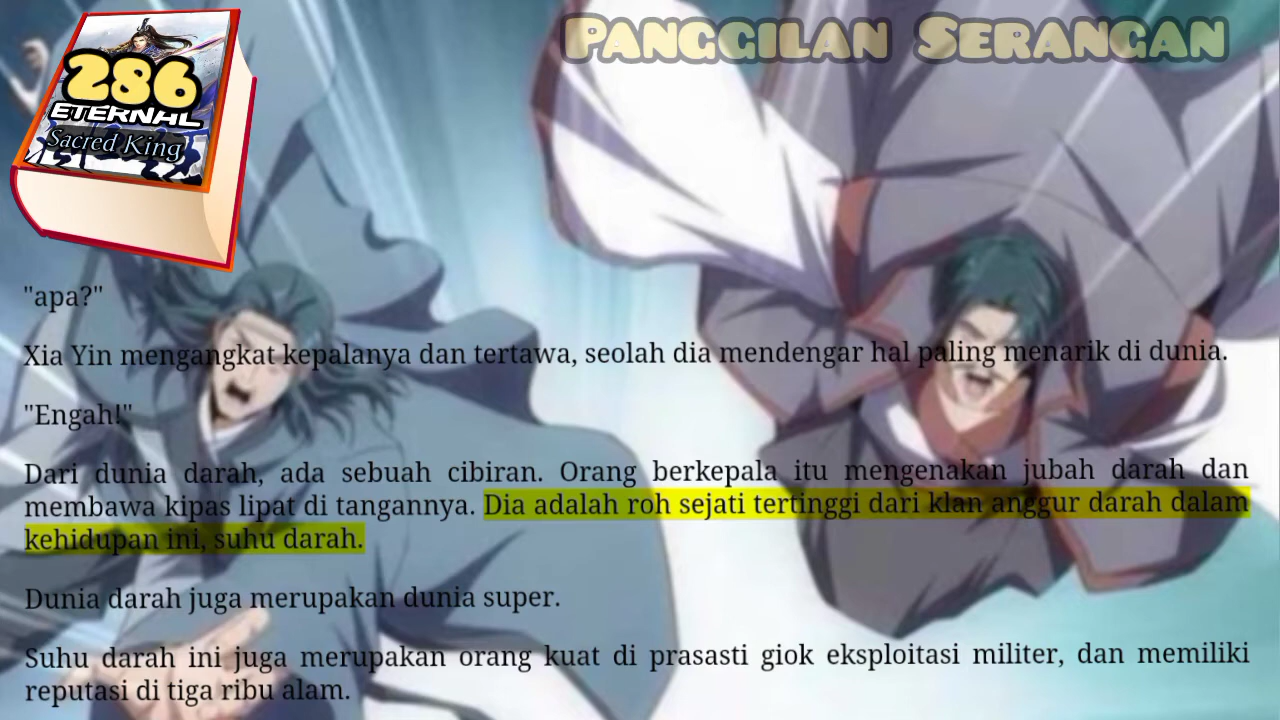 Panggilan Serangan
286
ETERNAL
Sacred King
"apa?"
Xia Yin mengangkat kepalanya dan tertawa, seolah dia mendengar hal paling menarik di dunia.
"Engah!"
Dari dunia darah, ada sebuah cibiran. Orang berkepala itu mengenakan jubah darah dan
membawa kipas lipat di tangannya. Dia adalah roh sejati tertinggi dari klan anggur darah dalam
kehidupan ini, suhu darah.
Dunia darah juga merupakan dunia super.
Suhu darah ini juga merupakan orang kuat di prasasti giok eksploitasi militer, dan memiliki
reputasi di tiga ribu alam.